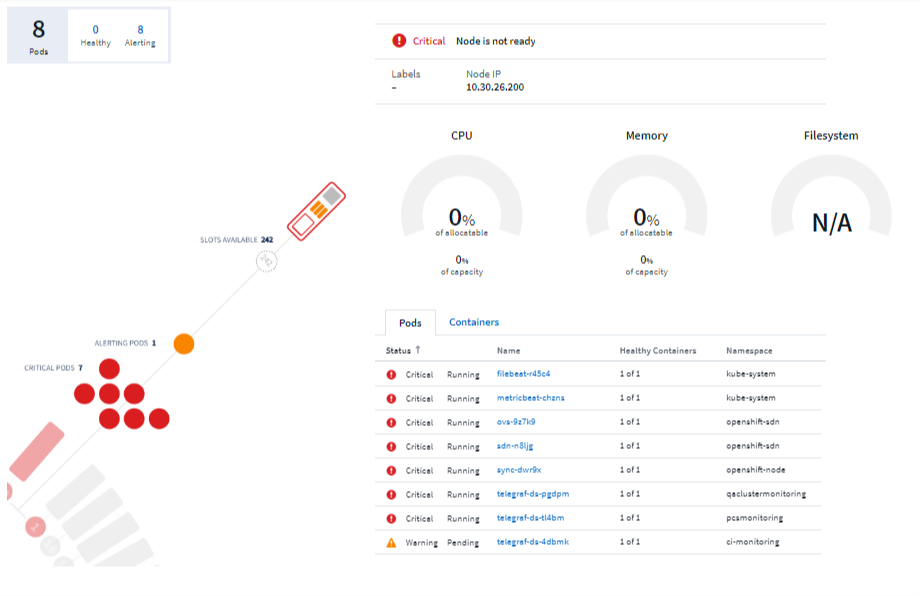 8
Pods
0
Healthy
8
Alerting
Critical Node is not ready
Labels
–
Node IP
10.30.26.200
CPU
0%
of allocatable
0%
of capacity
Memory
0%
of allocatable
0%
of capacity
Filesystem
N/A
SLOTS AVAILABLE 242
242
ALERTING PODS 1
CRITICAL PODS 7
Pods Containers
Status ↑ Name Healthy Containers Namespace
Critical Running filebeat-r45c4 1 of 1 kube-system
Critical Running metricbeat-chzns 1 of 1 kube-system
Critical Running ovs-9z7k9 1 of 1 openshift-sdn
Critical Running sdn-n8ljg 1 of 1 openshift-sdn
Critical Running sync-dwr9x 1 of 1 openshift-node
Critical Running telegraf-ds-pgdpm 1 of 1 qaclustermonitoring
Critical Running telegraf-ds-tl4bm 1 of 1 pcsmonitoring
Warning Pending telegraf-ds-4dbmk 1 of 1 ci-monitoring